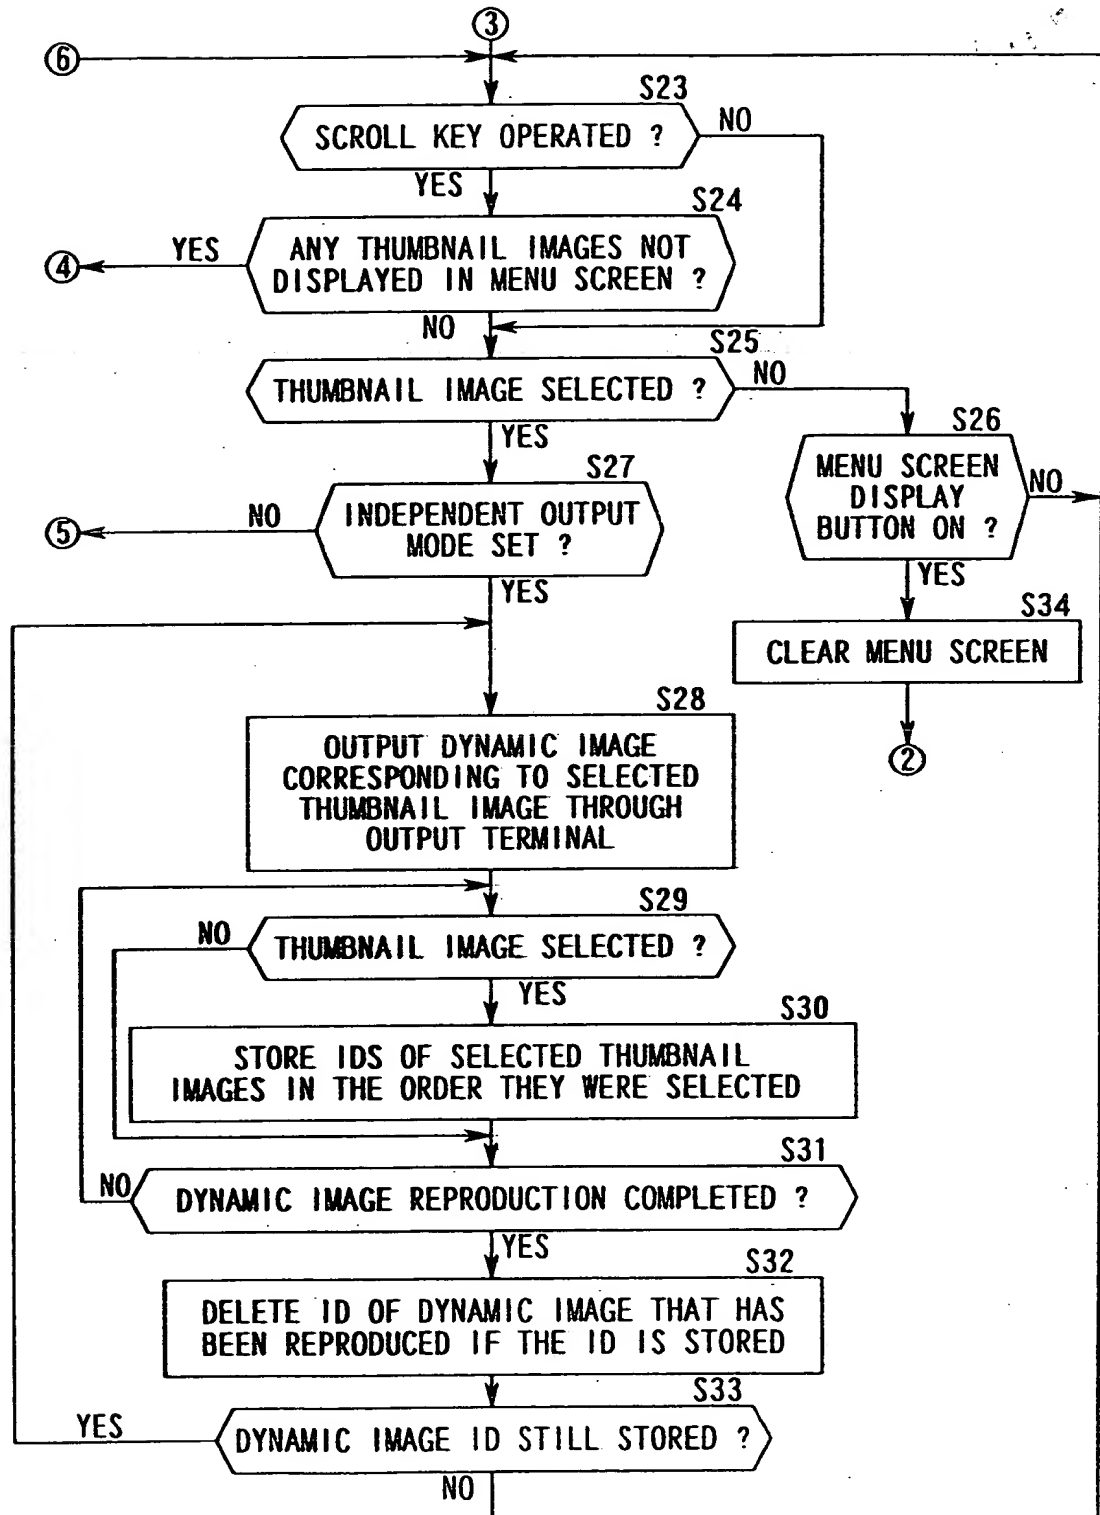 ③
⑥
S23
SCROLL KEY OPERATED ?
NO
YES
S24
YES
ANY THUMBNAIL IMAGES NOT
DISPLAYED IN MENU SCREEN ?
④
NO
S25
THUMBNAIL IMAGE SELECTED ?
NO
YES
S26
MENU SCREEN
DISPLAY
BUTTON ON ?
NO
S27
INDEPENDENT OUTPUT
MODE SET ?
NO
⑤
YES
YES
S34
CLEAR MENU SCREEN
②
S28
OUTPUT DYNAMIC IMAGE
CORRESPONDING TO SELECTED
THUMBNAIL IMAGE THROUGH
OUTPUT TERMINAL
S29
NO
THUMBNAIL IMAGE SELECTED ?
YES
S30
STORE IDS OF SELECTED THUMBNAIL
IMAGES IN THE ORDER THEY WERE SELECTED
S31
NO
DYNAMIC IMAGE REPRODUCTION COMPLETED ?
YES
S32
DELETE ID OF DYNAMIC IMAGE THAT HAS
BEEN REPRODUCED IF THE ID IS STORED
S33
YES
DYNAMIC IMAGE ID STILL STORED ?
NO